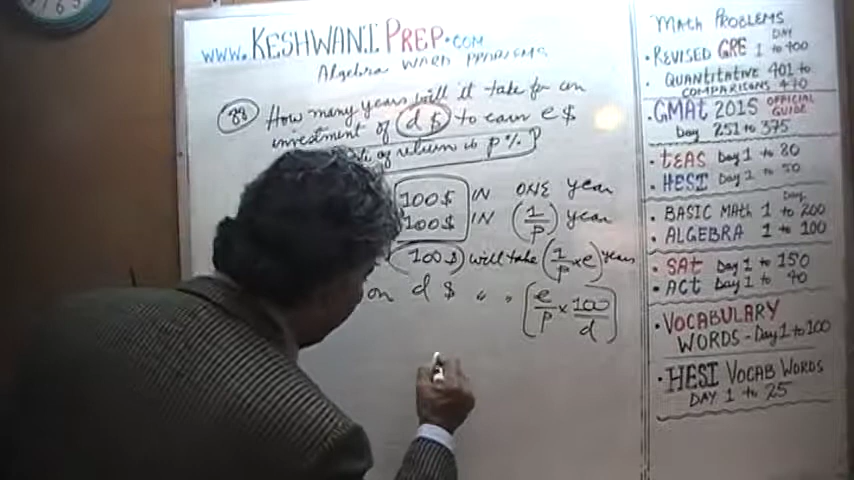 www.KESHWANI PREP.COM
Algebra WORD PROBLEMS
88 How many years will it take for an
investment of d $ to earn e $
of return is p % ?
100$ IN ONE year
100$ IN (1/P) year
(100$) will take (1/P x e) years
on d $ " " [e/P x 100/d]
MATH PROBLEMS
• REVISED GRE DAY 1 to 400
• QUANTITATIVE COMPARISONS 401 to 470
• GMAT 2015 OFFICIAL GUIDE
Day 251 to 375
• TEAS Day 1 to 80
• HESI Day 1 to 50
• BASIC MATH Day 1 to 200
• ALGEBRA 1 to 100
• SAT Day 1 to 150
• ACT Day 1 to 40
• VOCABULARY
WORDS - Day 1 to 100
• HESI VOCAB WORDS
DAY 1 to 25